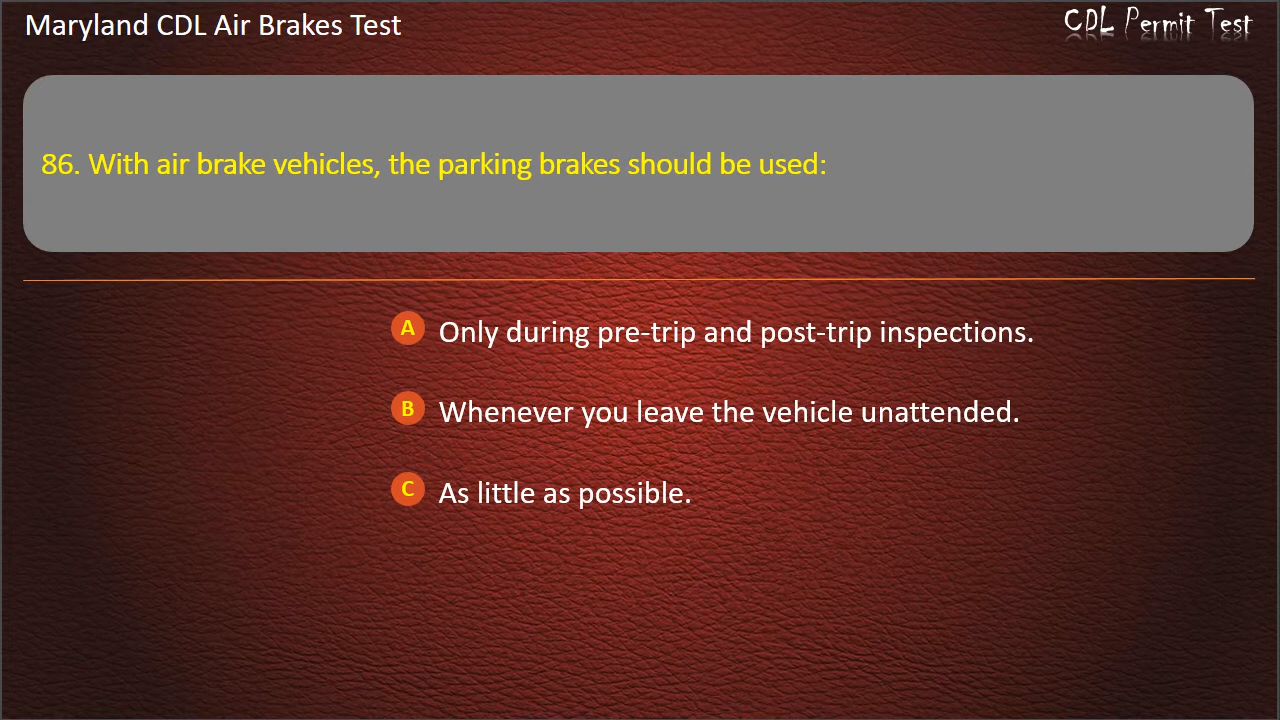 Maryland CDL Air Brakes Test
CDL Permit Test
86. With air brake vehicles, the parking brakes should be used:
A Only during pre-trip and post-trip inspections.
B Whenever you leave the vehicle unattended.
C As little as possible.